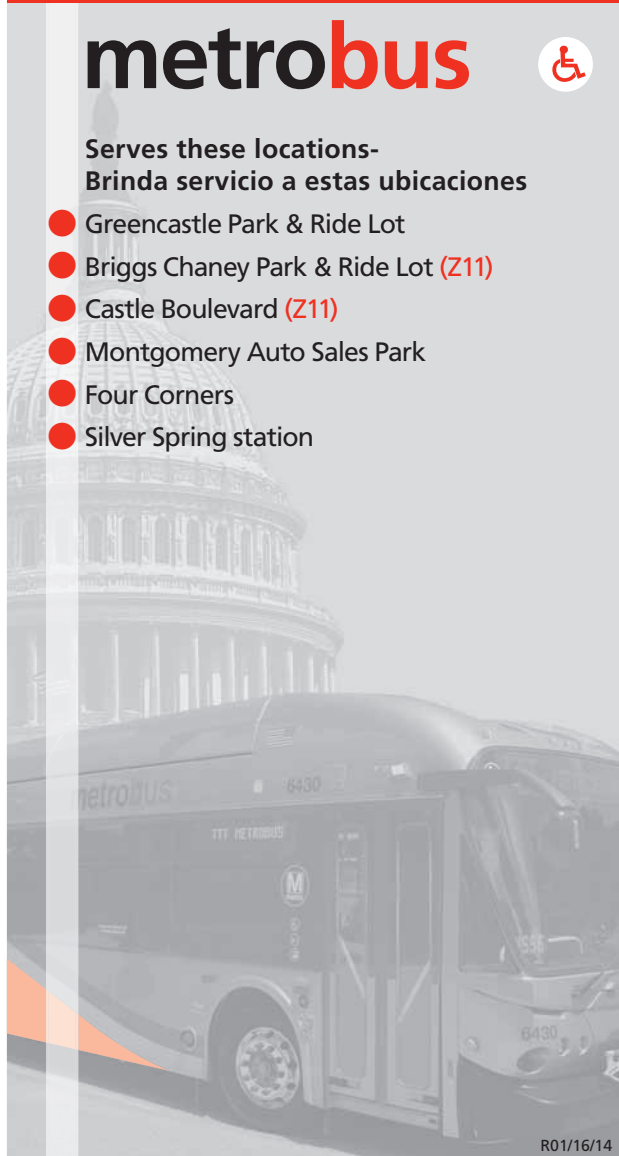 metrobus
Serves these locations-
Brinda servicio a estas ubicaciones
Greencastle Park & Ride Lot
Briggs Chaney Park & Ride Lot (Z11)
Castle Boulevard (Z11)
Montgomery Auto Sales Park
Four Corners
Silver Spring station
metrobus
6430
TTT METROBUS
M
6430
R01/16/14